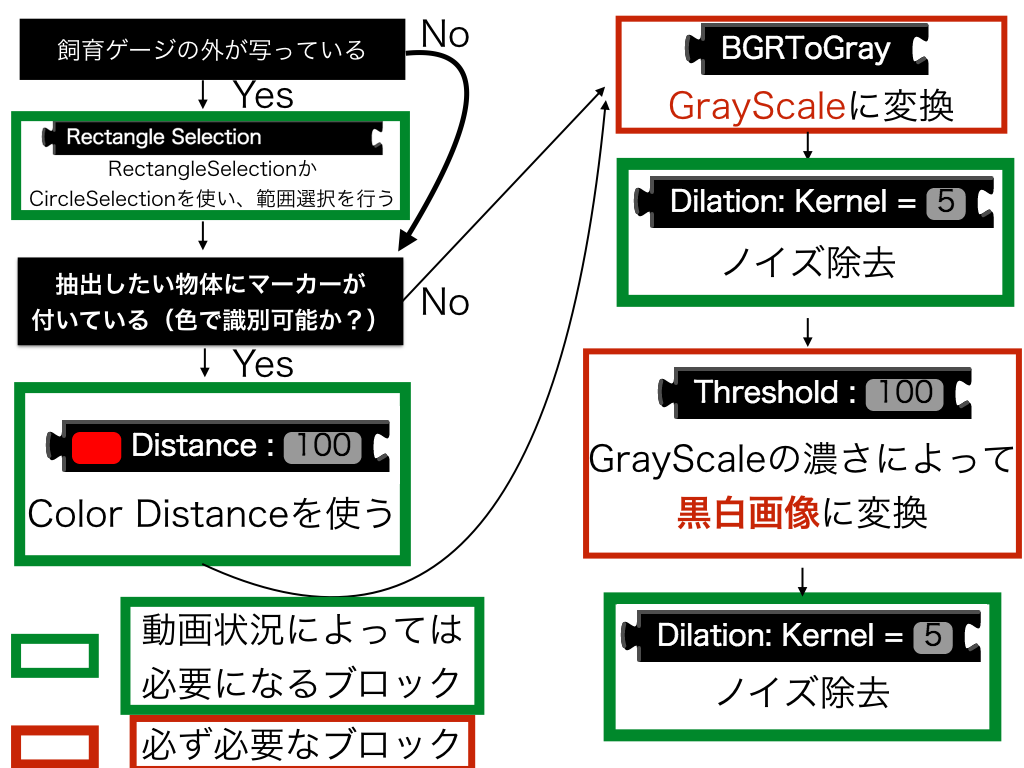 飼育ゲージの外が写っている
No
Yes
Rectangle Selection
RectangleSelectionか
CircleSelectionを使い、範囲選択を行う
抽出したい物体にマーカーが
付いている（色で識別可能か？）
No
Yes
Distance : 100
Color Distanceを使う
動画状況によっては
必要になるブロック
必ず必要なブロック
BGRToGray
GrayScaleに変換
Dilation: Kernel = 5
ノイズ除去
Threshold : 100
GrayScaleの濃さによって
黒白画像に変換
Dilation: Kernel = 5
ノイズ除去